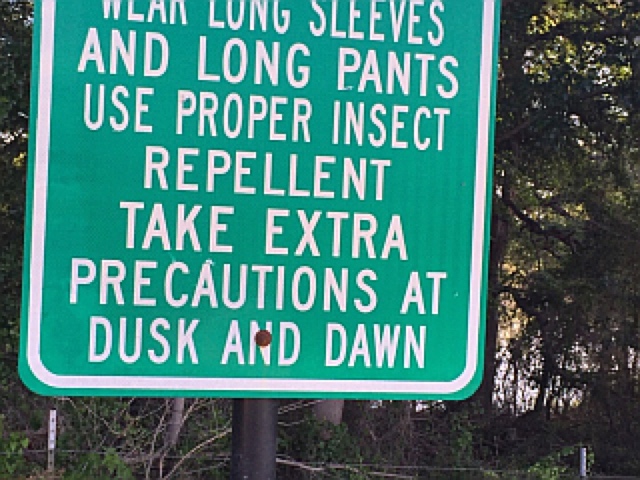 WEAR LONG SLEEVES
AND LONG PANTS
USE PROPER INSECT
REPELLENT
TAKE EXTRA
PRECAUTIONS AT
DUSK AND DAWN